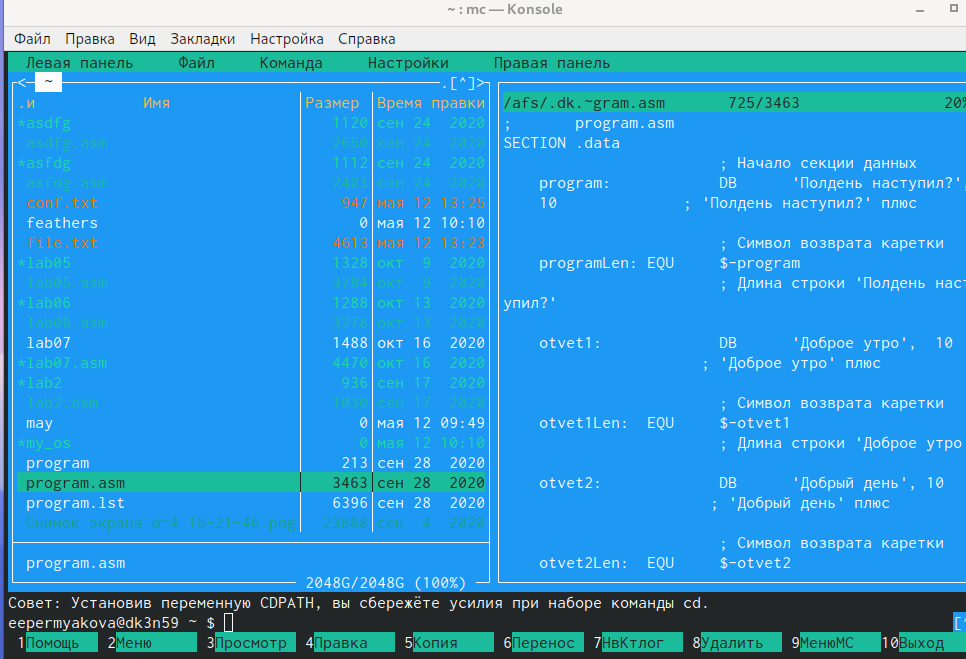 ~ : mc — Konsole
Файл Правка Вид Закладки Настройка Справка
Левая панель Файл Команда Настройки Правая панель
<- ~ .[^]>
.и Имя Размер Время правки
*asdfg 1120 сен 24 2020
asdfg.asm 2650 сен 24 2020
*asfdg 1112 сен 24 2020
asfdg.asm 2403 сен 24 2020
conf.txt 947 мая 12 13:25
feathers 0 мая 12 10:10
file.txt 4613 мая 12 13:23
*lab05 1328 окт 9 2020
lab05.asm 3784 окт 9 2020
*lab06 1288 окт 13 2020
lab06.asm 3278 окт 13 2020
lab07 1488 окт 16 2020
*lab07.asm 4470 окт 16 2020
*lab2 936 сен 17 2020
lab2.asm 1030 сен 17 2020
may 0 мая 12 09:49
*my_os 0 мая 12 10:10
program 213 сен 28 2020
program.asm 3463 сен 28 2020
program.lst 6396 сен 28 2020
Снимок экрана о~4 15-21-46.png 23868 сен 4 2020
program.asm
2048G/2048G (100%)
/afs/.dk.~gram.asm 725/3463 20%
; program.asm
SECTION .data
; Начало секции данных
program: DB 'Полдень наступил?',
10 ; 'Полдень наступил?' плюс
; Символ возврата каретки
programLen: EQU $-program
; Длина строки 'Полдень наст
упил?'
otvet1: DB 'Доброе утро', 10
; 'Доброе утро' плюс
; Символ возврата каретки
otvet1Len: EQU $-otvet1
; Длина строки 'Доброе утро
otvet2: DB 'Добрый день', 10
; 'Добрый день' плюс
; Символ возврата каретки
otvet2Len: EQU $-otvet2
Совет: Установив переменную CDPATH, вы сбережёте усилия при наборе команды cd.
eepermyakova@dk3n59 ~ $ [^
1Помощь 2Меню 3Просмотр 4Правка 5Копия 6Перенос 7НвКтлог 8Удалить 9МенюМС 10Выход